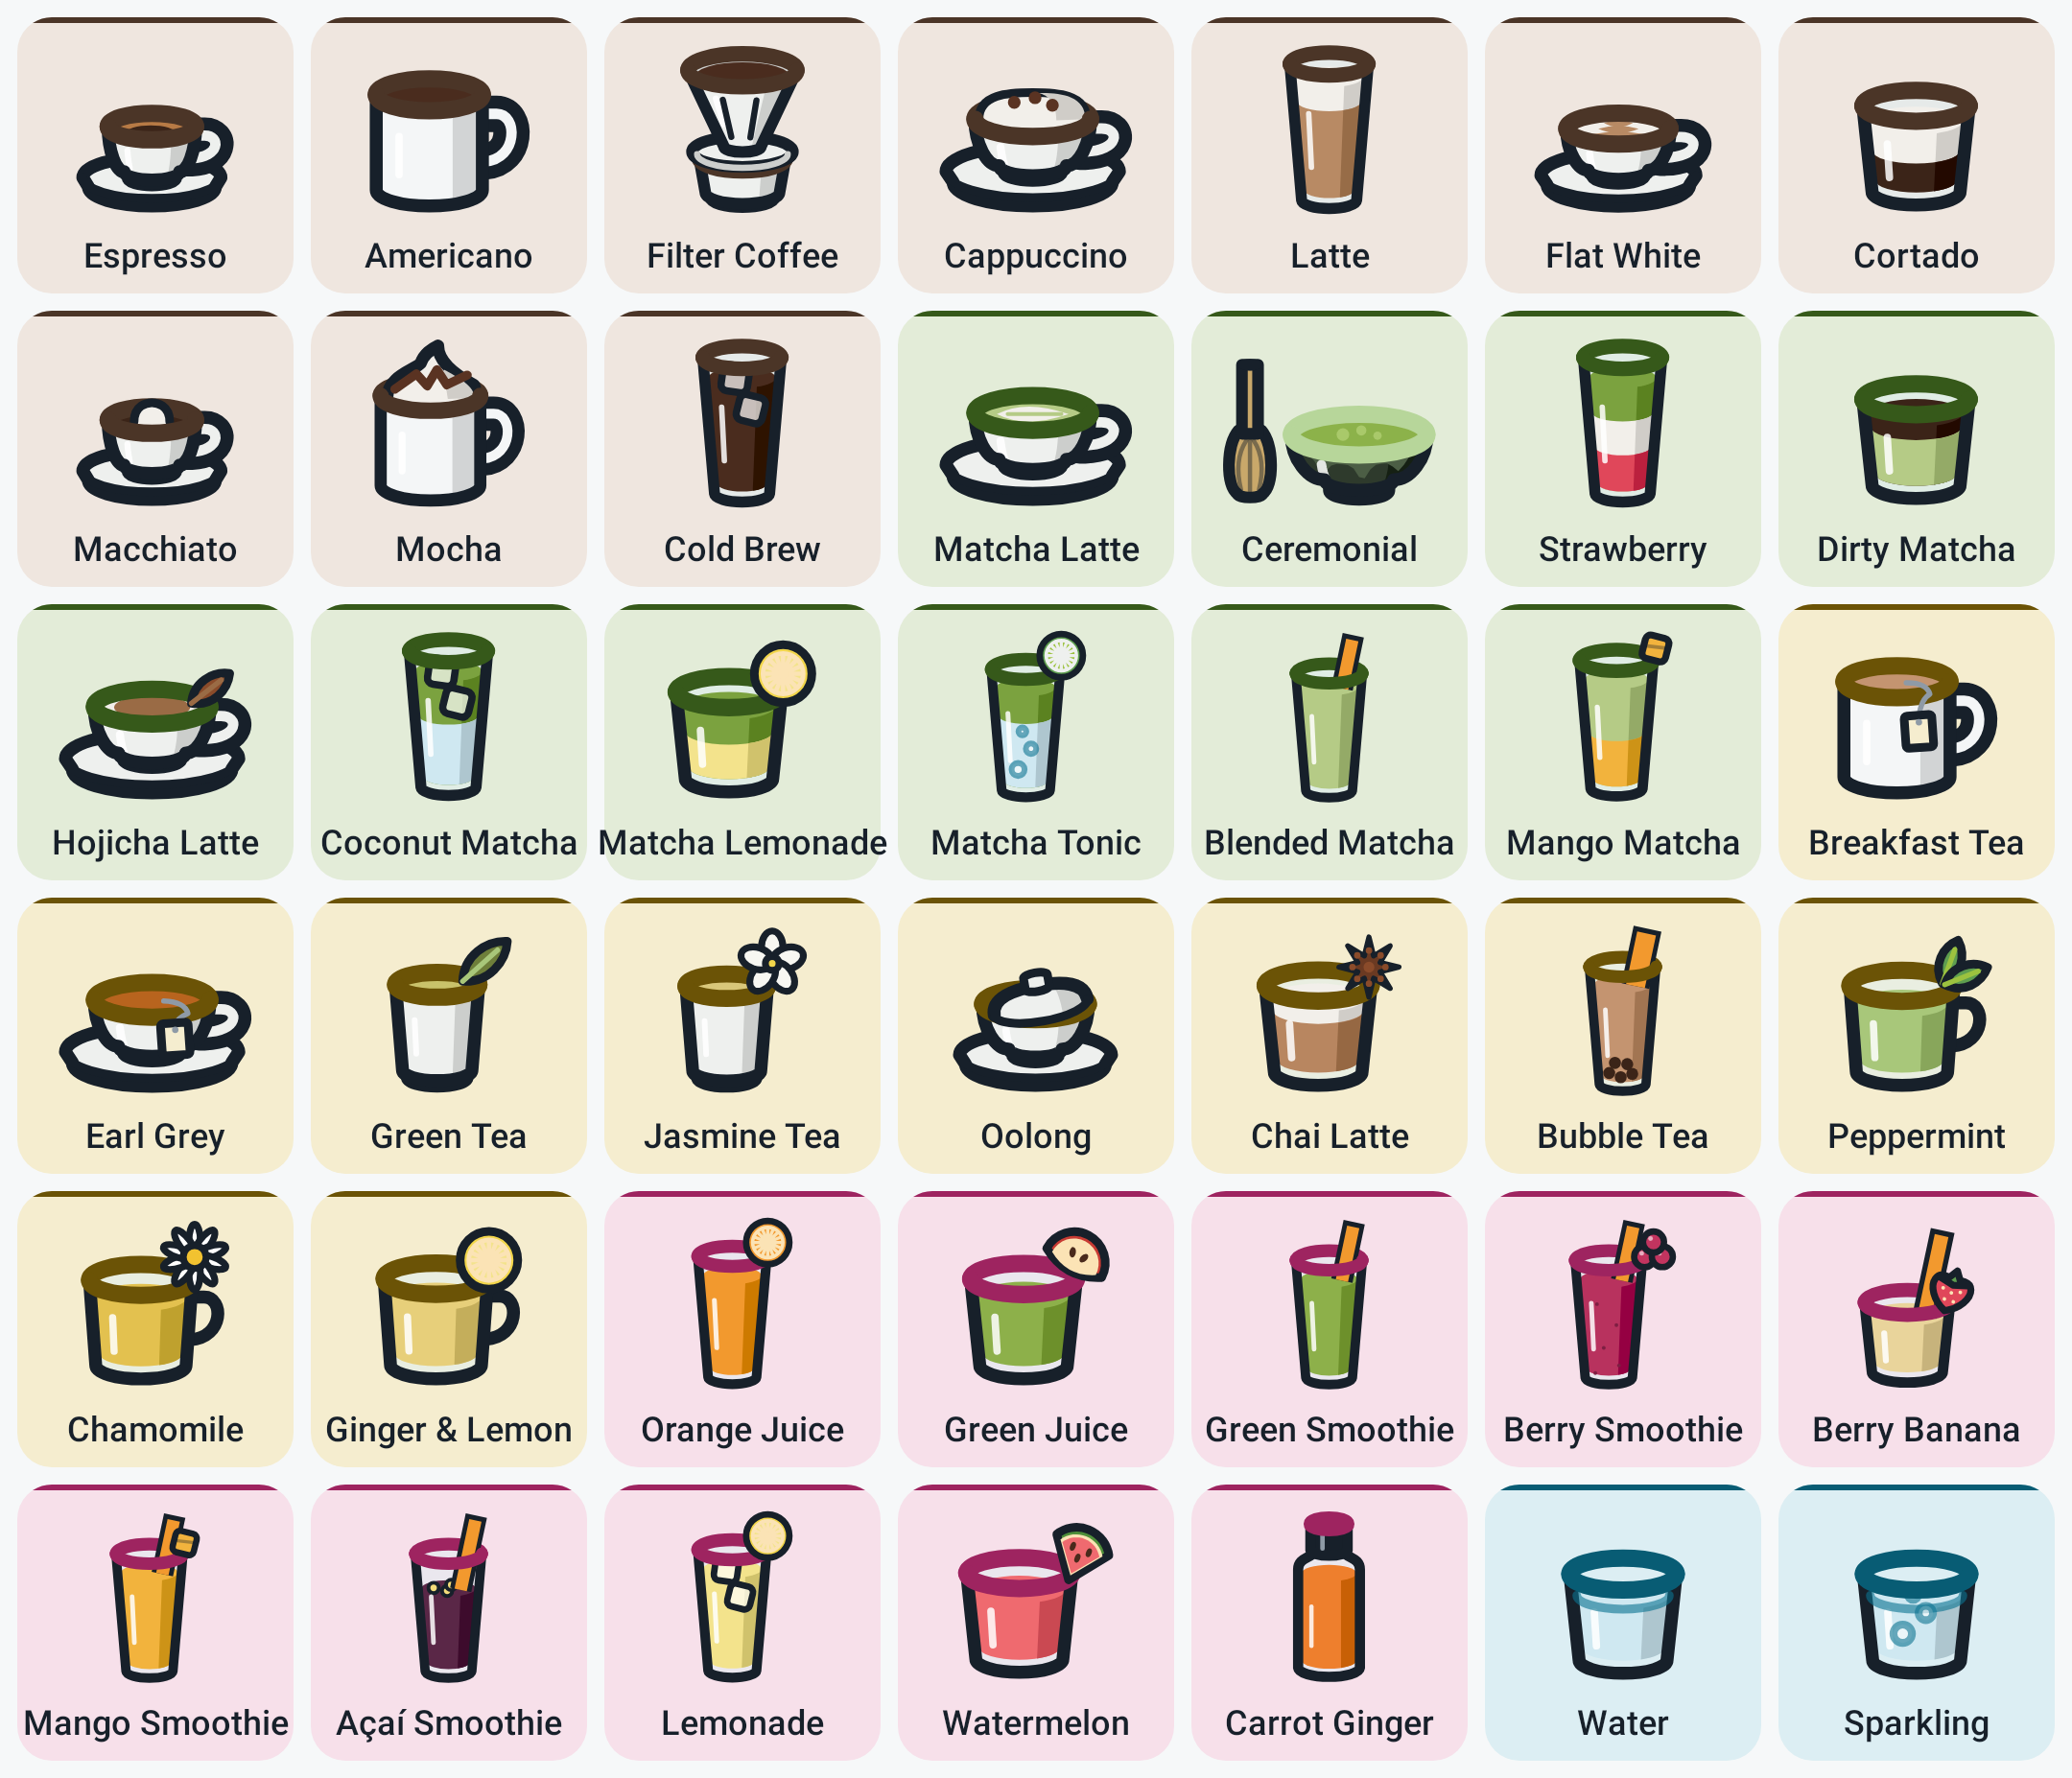 Espresso
Americano
Filter Coffee
Cappuccino
Latte
Flat White
Cortado
Macchiato
Mocha
Cold Brew
Matcha Latte
Ceremonial
Strawberry
Dirty Matcha
Hojicha Latte
Coconut Matcha
Matcha Lemonade
Matcha Tonic
Blended Matcha
Mango Matcha
Breakfast Tea
Earl Grey
Green Tea
Jasmine Tea
Oolong
Chai Latte
Bubble Tea
Peppermint
Chamomile
Ginger & Lemon
Orange Juice
Green Juice
Green Smoothie
Berry Smoothie
Berry Banana
Mango Smoothie
Açaí Smoothie
Lemonade
Watermelon
Carrot Ginger
Water
Sparkling